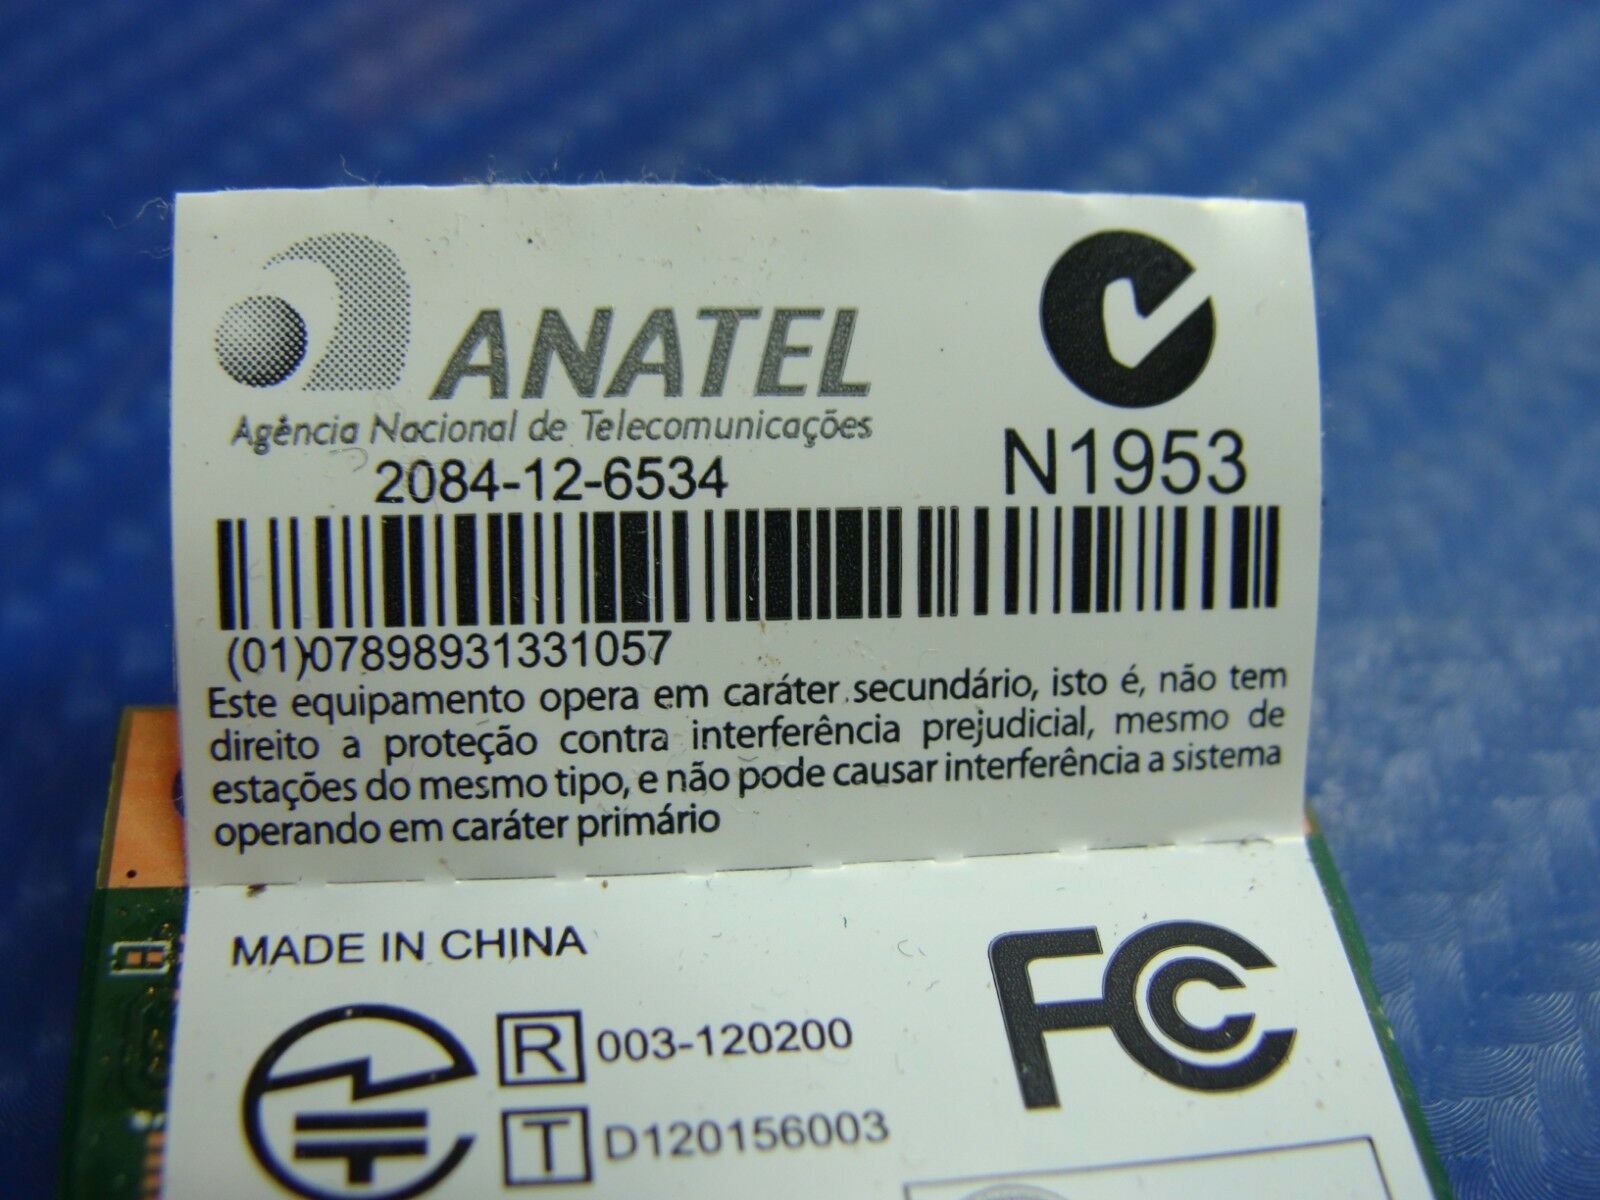 ANATEL
Agência Nacional de Telecomunicações
2084-12-6534
N1953
(01)07898931331057
Este equipamento opera em caráter secundário, isto é, não tem
direito a proteção contra interferência prejudicial, mesmo de
estações do mesmo tipo, e não pode causar interferência a sistema
operando em caráter primário
MADE IN CHINA
FCC
R 003-120200
T D120156003